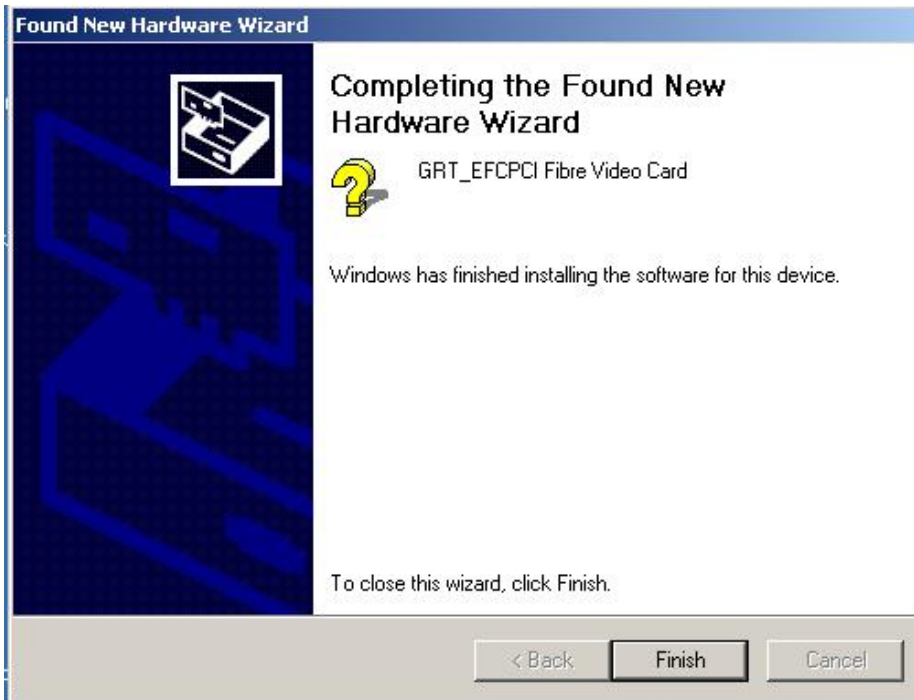 Found New Hardware Wizard
Completing the Found New
Hardware Wizard
GRT_EFCPCI Fibre Video Card
Windows has finished installing the software for this device.
To close this wizard, click Finish.
< Back
Finish
Cancel